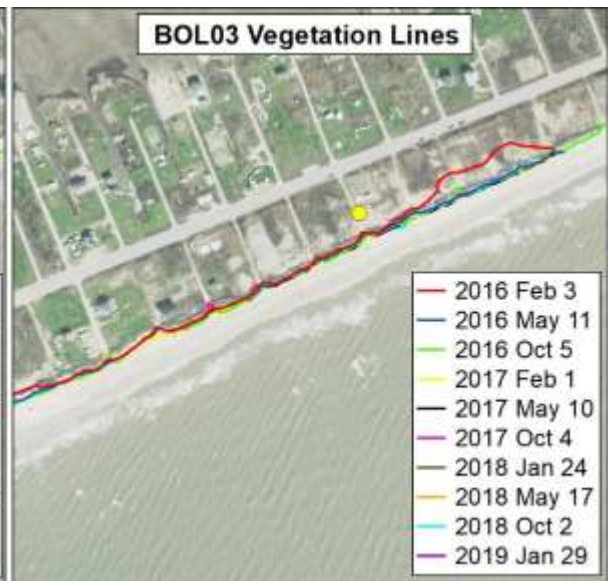 BOL03 Vegetation Lines
2016 Feb 3
2016 May 11
2016 Oct 5
2017 Feb 1
2017 May 10
2017 Oct 4
2018 Jan 24
2018 May 17
2018 Oct 2
2019 Jan 29